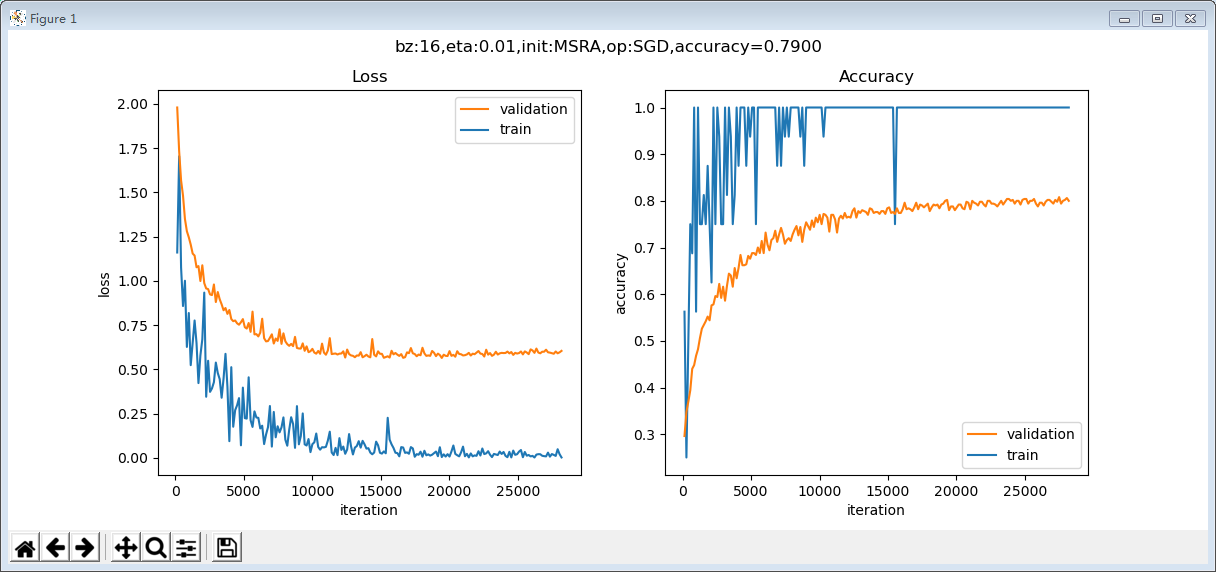 Figure 1
bz:16,eta:0.01,init:MSRA,op:SGD,accuracy=0.7900
Loss
2.00
1.75
1.50
1.25
1.00
0.75
0.50
0.25
0.00
loss
validation
train
0 5000 10000 15000 20000 25000
iteration
Accuracy
1.0
0.9
0.8
0.7
0.6
0.5
0.4
0.3
accuracy
validation
train
0 5000 10000 15000 20000 25000
iteration